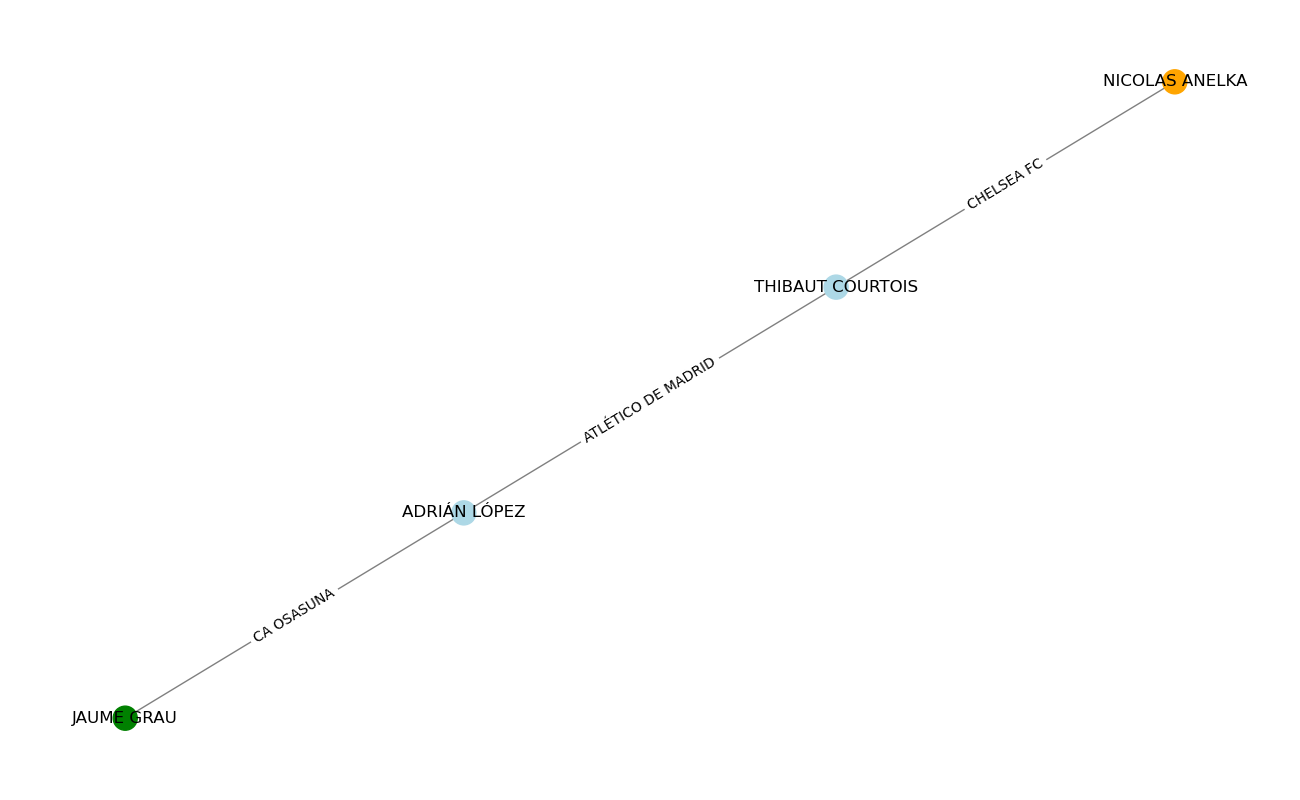 NICOLAS ANELKA
CHELSEA FC
THIBAUT COURTOIS
ATLÉTICO DE MADRID
ADRIÁN LÓPEZ
CA OSASUNA
JAUME GRAU